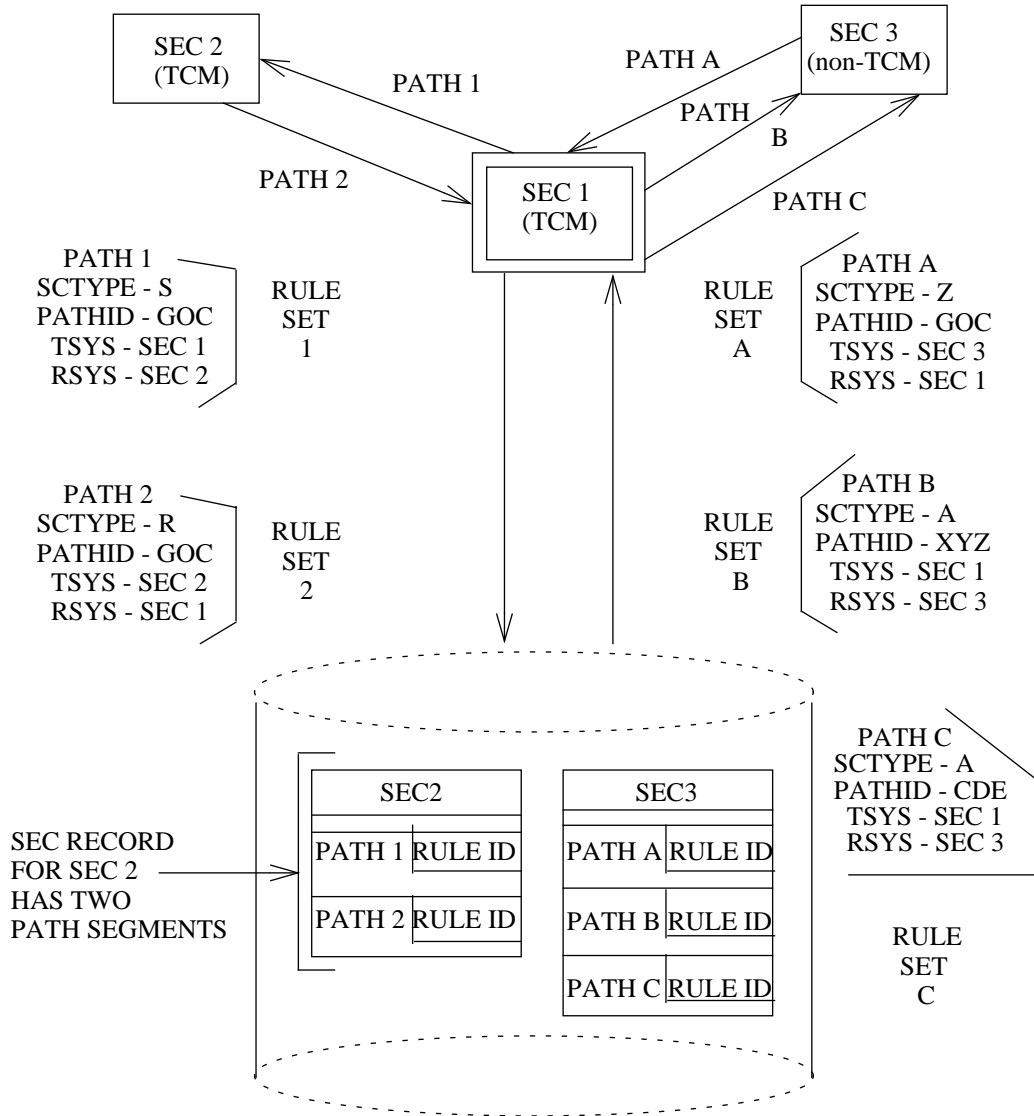 SEC 2
(TCM)
PATH 1
PATH 2
SEC 3
(non-TCM)
PATH A
PATH
B
PATH C
SEC 1
(TCM)
PATH 1
SCTYPE - S
PATHID - GOC
TSYS - SEC 1
RSYS - SEC 2
RULE
SET
1
RULE
SET
A
PATH A
SCTYPE - Z
PATHID - GOC
TSYS - SEC 3
RSYS - SEC 1
PATH 2
SCTYPE - R
PATHID - GOC
TSYS - SEC 2
RSYS - SEC 1
RULE
SET
2
RULE
SET
B
PATH B
SCTYPE - A
PATHID - XYZ
TSYS - SEC 1
RSYS - SEC 3
PATH C
SCTYPE - A
PATHID - CDE
TSYS - SEC 1
RSYS - SEC 3
RULE
SET
C
SEC RECORD
FOR SEC 2
HAS TWO
PATH SEGMENTS
SEC2
PATH 1 RULE ID
PATH 2 RULE ID
SEC3
PATH A RULE ID
PATH B RULE ID
PATH C RULE ID